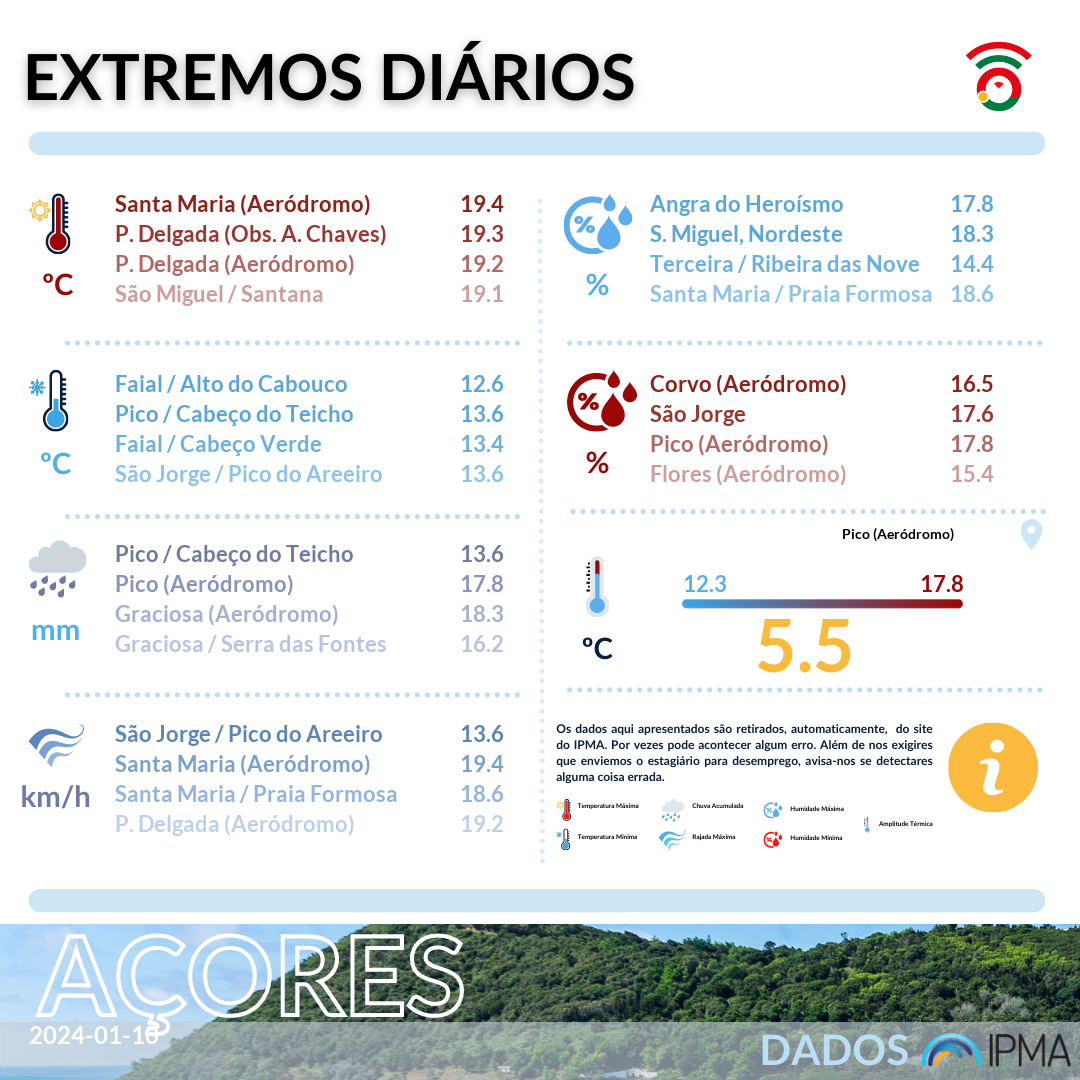 EXTREMOS DIÁRIOS
Santa Maria (Aeródromo) 19.4
P. Delgada (Obs. A. Chaves) 19.3
P. Delgada (Aeródromo) 19.2
São Miguel / Santana 19.1
ºC
Faial / Alto do Cabouco 12.6
Pico / Cabeço do Teicho 13.6
Faial / Cabeço Verde 13.4
São Jorge / Pico do Areeiro 13.6
ºC
Pico / Cabeço do Teicho 13.6
Pico (Aeródromo) 17.8
Graciosa (Aeródromo) 18.3
Graciosa / Serra das Fontes 16.2
mm
São Jorge / Pico do Areeiro 13.6
Santa Maria (Aeródromo) 19.4
Santa Maria / Praia Formosa 18.6
P. Delgada (Aeródromo) 19.2
km/h
%
Angra do Heroísmo 17.8
S. Miguel, Nordeste 18.3
Terceira / Ribeira das Nove 14.4
Santa Maria / Praia Formosa 18.6
%
%
Corvo (Aeródromo) 16.5
São Jorge 17.6
Pico (Aeródromo) 17.8
Flores (Aeródromo) 15.4
%
Pico (Aeródromo)
12.3 17.8
5.5
ºC
Os dados aqui apresentados são retirados, automaticamente, do site
do IPMA. Por vezes pode acontecer algum erro. Além de nos exigires
que enviemos o estagiário para desemprego, avisa-nos se detectares
alguma coisa errada.
i
Temperatura Máxima Chuva Acumulada % Humidade Máxima
Amplitude Térmica
Temperatura Mínima Rajada Máxima % Humidade Mínima
AÇORES
2024-01-10
DADOS IPMA